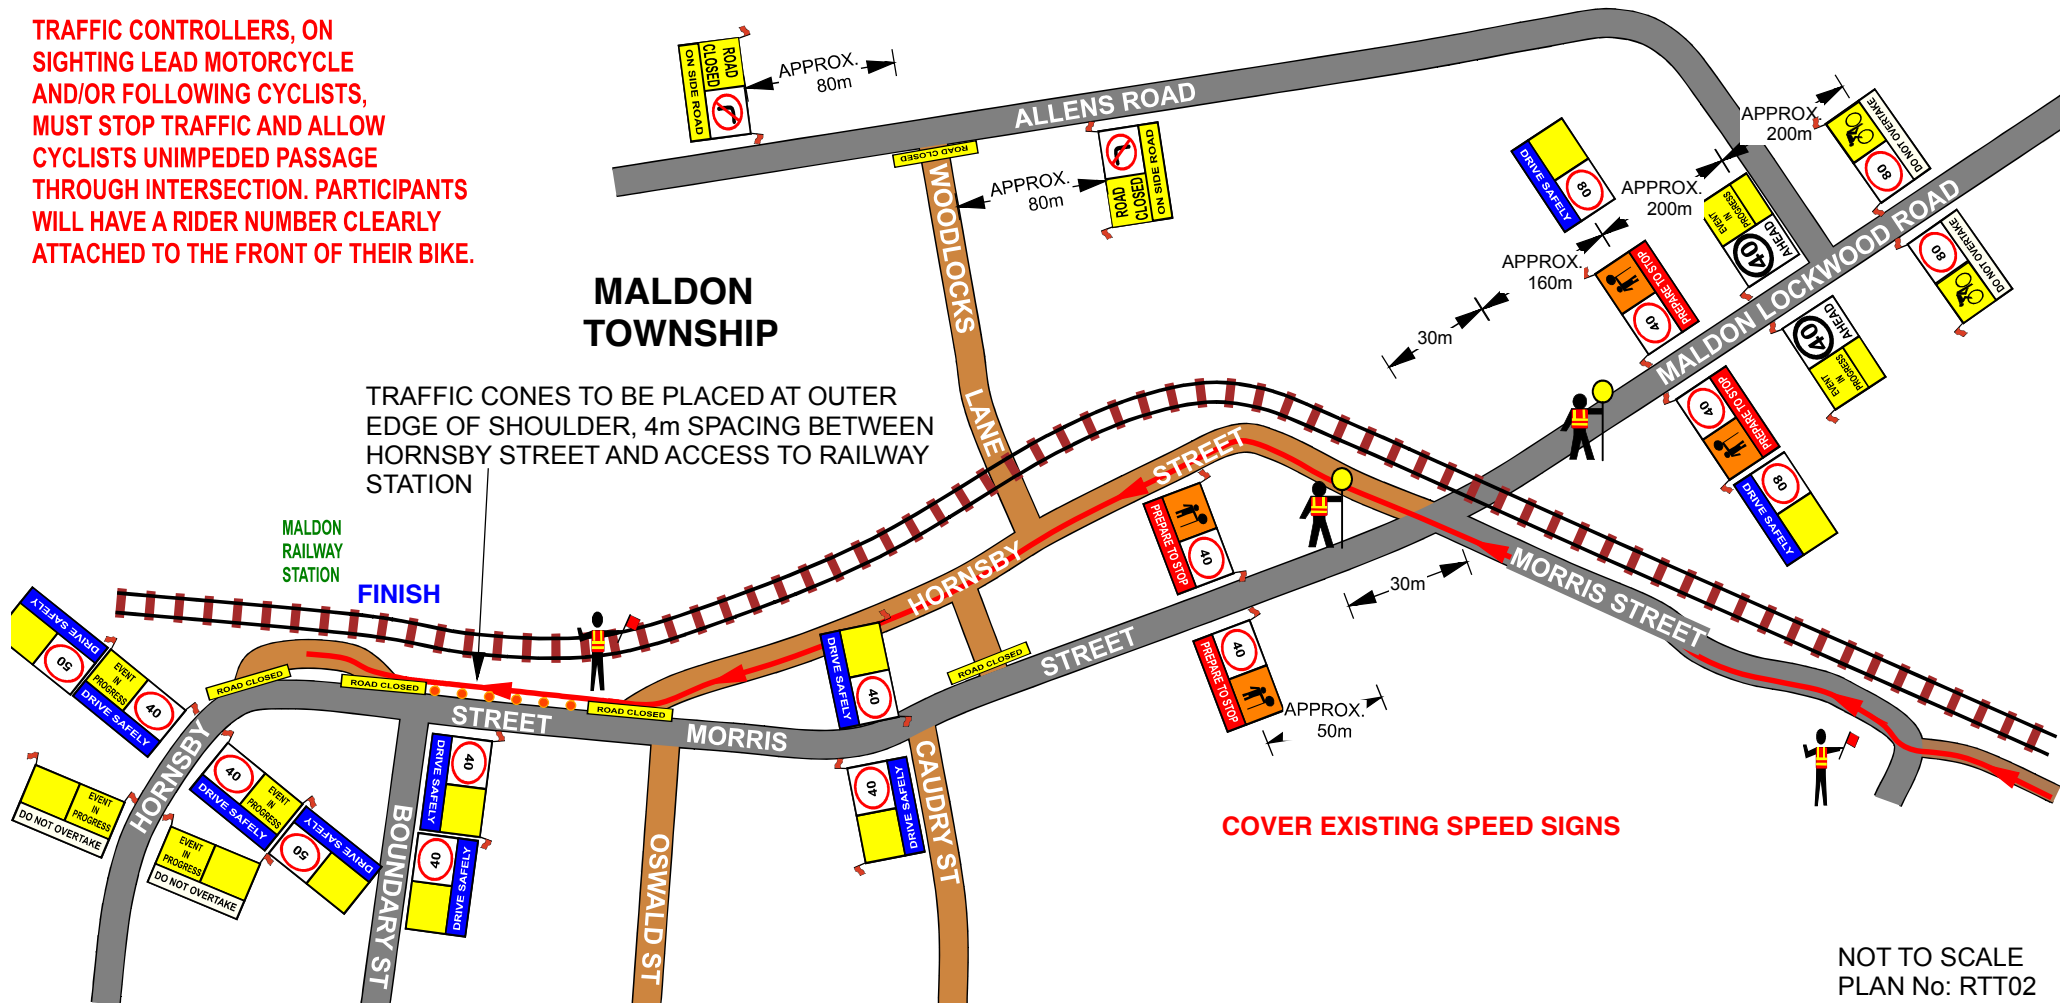 TRAFFIC CONTROLLERS, ON
SIGHTING LEAD MOTORCYCLE
AND/OR FOLLOWING CYCLISTS,
MUST STOP TRAFFIC AND ALLOW
CYCLISTS UNIMPEDED PASSAGE
THROUGH INTERSECTION. PARTICIPANTS
WILL HAVE A RIDER NUMBER CLEARLY
ATTACHED TO THE FRONT OF THEIR BIKE.
ROAD
CLOSED
ON SIDE ROAD
APPROX.
80m
ALLENS ROAD
ROAD CLOSED
WOODLOCKS
LANE
APPROX.
80m
ROAD
CLOSED
ON SIDE ROAD
APPROX.
200m
DO NOT OVERTAKE
80
DRIVE SAFELY
80
APPROX.
200m
EVENT
IN
PROGRESS
40
AHEAD
DO NOT OVERTAKE
80
APPROX.
160m
PREPARE TO STOP
40
30m
MALDON LOCKWOOD ROAD
40
AHEAD
EVENT
IN
PROGRESS
PREPARE TO STOP
40
DRIVE SAFELY
80
MALDON
TOWNSHIP
TRAFFIC CONES TO BE PLACED AT OUTER
EDGE OF SHOULDER, 4m SPACING BETWEEN
HORNSBY STREET AND ACCESS TO RAILWAY
STATION
MALDON
RAILWAY
STATION
FINISH
HORNSBY
STREET
PREPARE TO STOP
40
30m
MORRIS STREET
PREPARE TO STOP
40
APPROX.
50m
ROAD CLOSED
STREET
DRIVE SAFELY
40
DRIVE SAFELY
50
EVENT
IN
PROGRESS
40
DRIVE SAFELY
ROAD CLOSED
ROAD CLOSED
ROAD CLOSED
STREET
MORRIS
HORNSBY
EVENT
IN
PROGRESS
DO NOT OVERTAKE
40
EVENT
IN
PROGRESS
DRIVE SAFELY
DRIVE SAFELY
50
EVENT
IN
PROGRESS
DO NOT OVERTAKE
DRIVE SAFELY
40
40
DRIVE SAFELY
BOUNDARY ST
OSWALD ST
40
DRIVE SAFELY
CAUDRY ST
COVER EXISTING SPEED SIGNS
NOT TO SCALE
PLAN No: RTT02